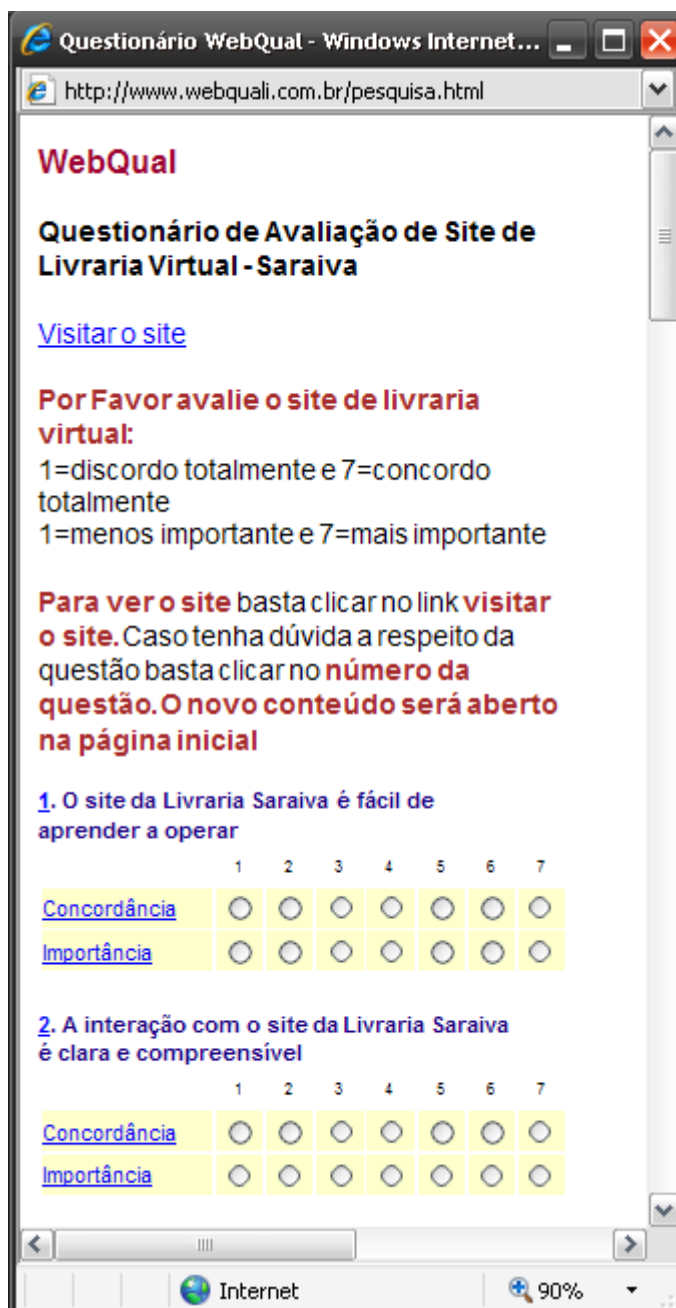 Questionário WebQual - Windows Internet...
http://www.webquali.com.br/pesquisa.html
WebQual
Questionário de Avaliação de Site de
Livraria Virtual - Saraiva
Visitar o site
Por Favor avalie o site de livraria
virtual:
1=discordo totalmente e 7=concordo
totalmente
1=menos importante e 7=mais importante
Para ver o site basta clicar no link visitar
o site. Caso tenha dúvida a respeito da
questão basta clicar no número da
questão. O novo conteúdo será aberto
na página inicial
1. O site da Livraria Saraiva é fácil de
aprender a operar
1 2 3 4 5 6 7
Concordância
Importância
2. A interação com o site da Livraria Saraiva
é clara e compreensível
1 2 3 4 5 6 7
Concordância
Importância
Internet 90%